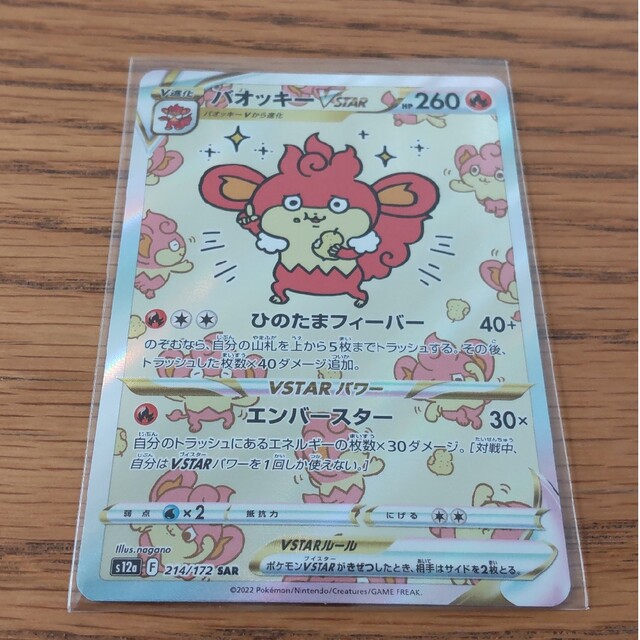 V進化 バオッキーVSTAR HP260
バオッキーVから進化
ひのたまフィーバー 40+
のぞむなら、自分の山札を上から5枚までトラッシュする。その後、
トラッシュした枚数×40ダメージ追加。
VSTARパワー
エンバースター 30×
自分のトラッシュにあるエネルギーの枚数×30ダメージ。[対戦中、
自分はVSTARパワーを1回しか使えない。]
弱点 ×2 抵抗力 にげる
Illus. nagano
VSTARルール
ポケモンVSTARがきぜつしたとき、相手はサイドを2枚とる。
s12a F 214/172 SAR
©2022 Pokémon/Nintendo/Creatures/GAME FREAK.